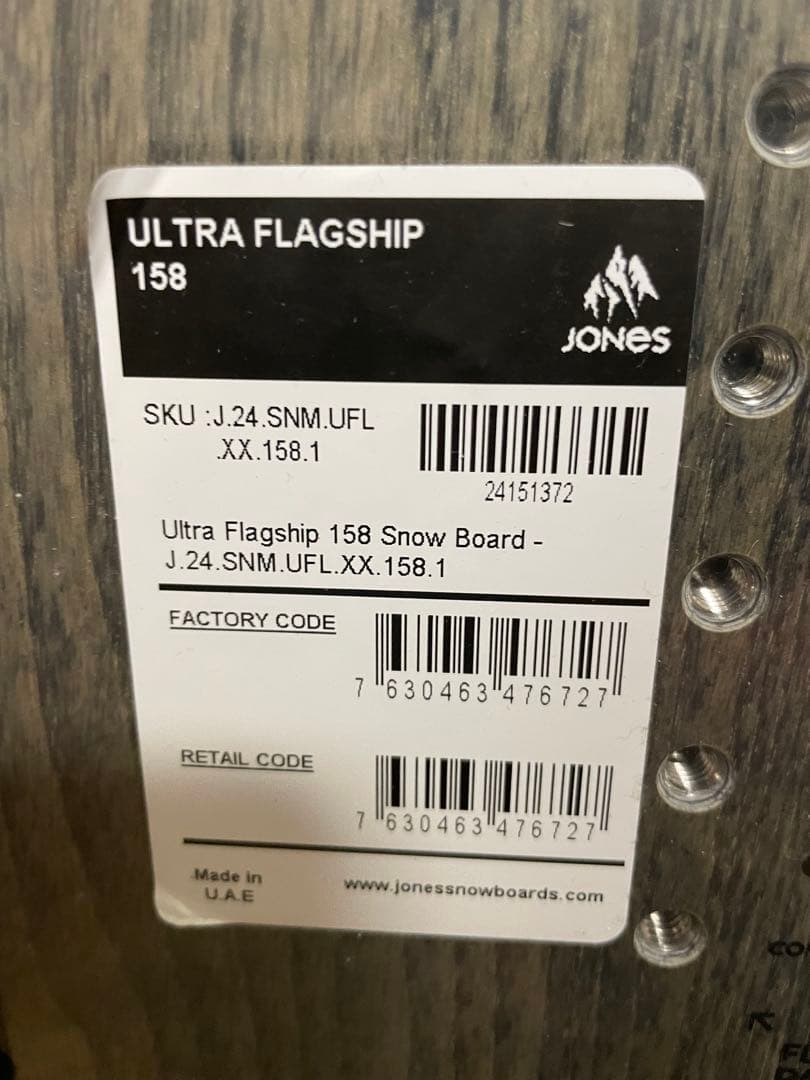 ULTRA FLAGSHIP
158
JONES
SKU :J.24.SNM.UFL
.XX.158.1
24151372
Ultra Flagship 158 Snow Board -
J.24.SNM.UFL.XX.158.1
FACTORY CODE
7 630463 476727
RETAIL CODE
7 630463 476727
Made in
U.A.E
www.jonessnowboards.com